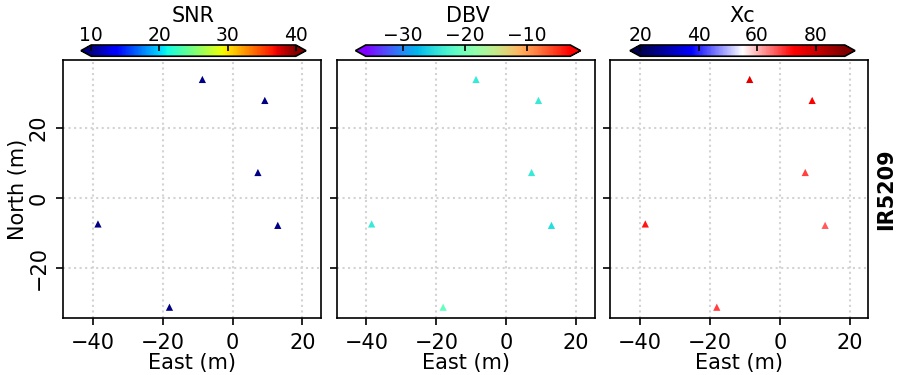 SNR DBV Xc
10 20 30 40 −30 −20 −10 20 40 60 80
North (m)
20
0
−20
IR5209
−40 −20 0 20 −40 −20 0 20 −40 −20 0 20
East (m) East (m) East (m)